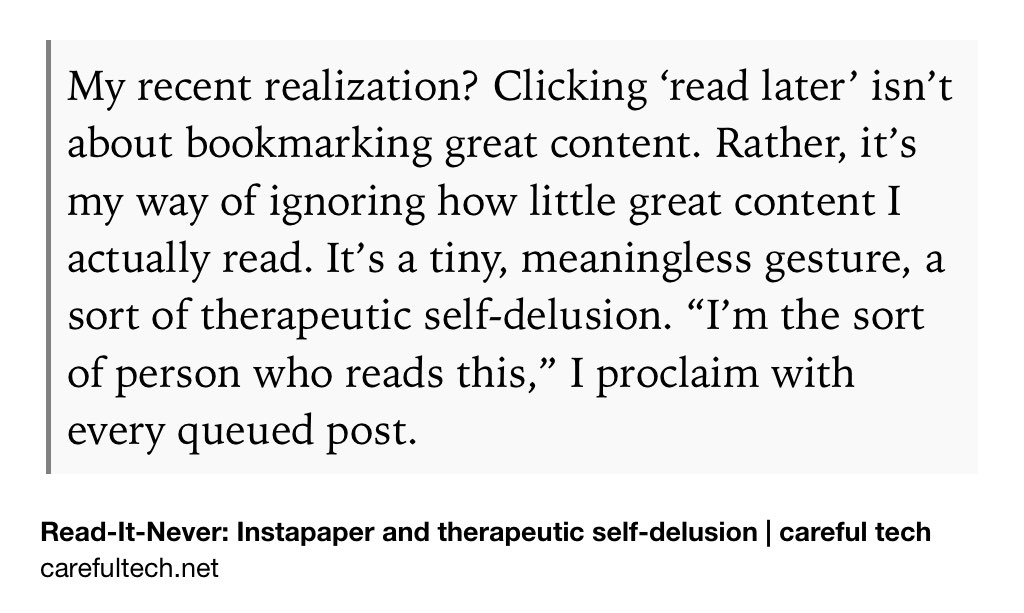 My recent realization? Clicking ‘read later’ isn’t
about bookmarking great content. Rather, it’s
my way of ignoring how little great content I
actually read. It’s a tiny, meaningless gesture, a
sort of therapeutic self-delusion. “I’m the sort
of person who reads this,” I proclaim with
every queued post.
Read-It-Never: Instapaper and therapeutic self-delusion | careful tech
carefultech.net